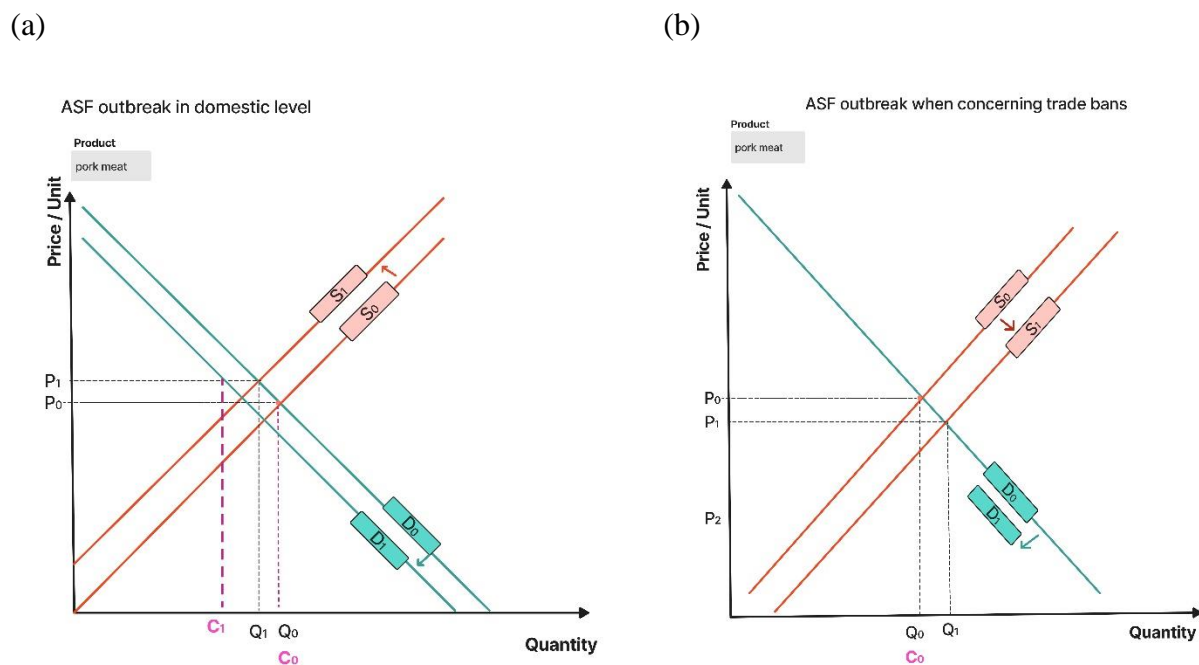 (a)
ASF outbreak in domestic level
Product
pork meat
Price / Unit
S₁
S₀
P₁
P₀
D₀
D₁
C₁
Q₁
Q₀
C₀
Quantity
(b)
ASF outbreak when concerning trade bans
Product
pork meat
Price / Unit
S₀
S₁
P₀
P₁
P₂
D₀
D₁
Q₀
Q₁
C₀
Quantity